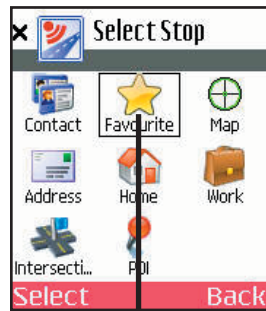 Select Stop
Contact Favourite Map
Address Home Work
Intersecti... POI
Select Back